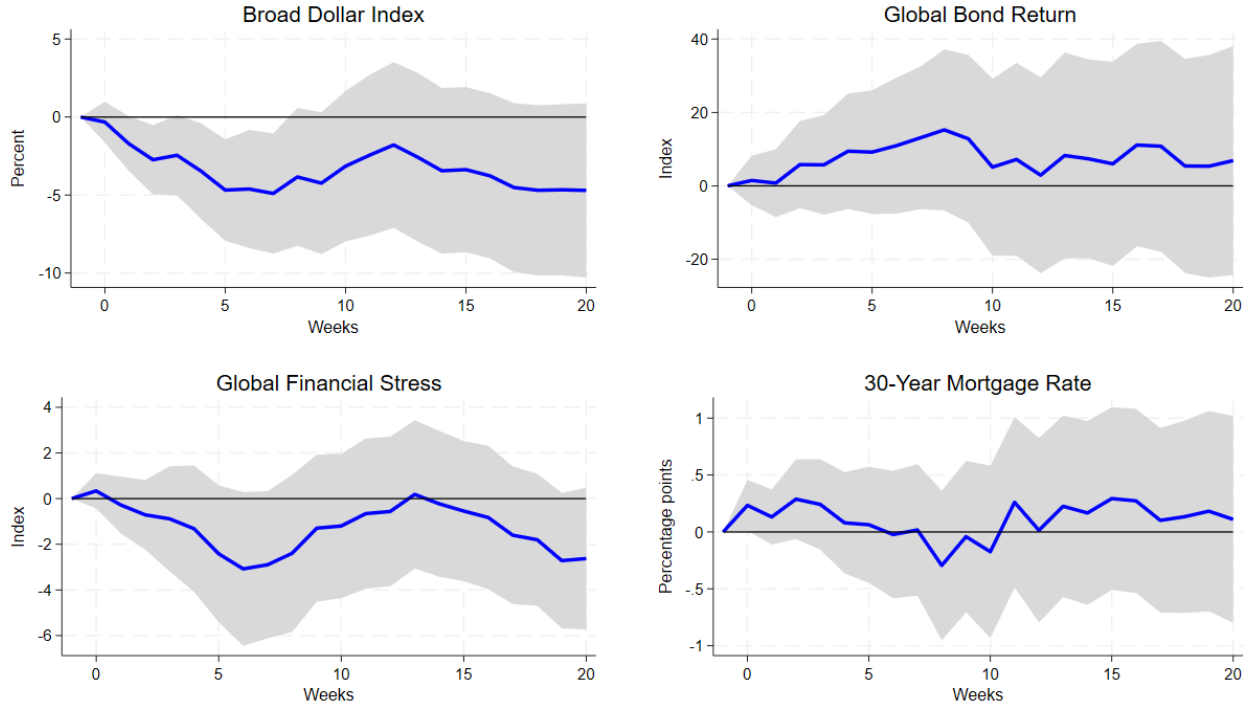 Broad Dollar Index
5
0
-5
-10
Percent
0 5 10 15 20
Weeks
Global Bond Return
40
20
0
-20
Index
0 5 10 15 20
Weeks
Global Financial Stress
4
2
0
-2
-4
-6
Index
0 5 10 15 20
Weeks
30-Year Mortgage Rate
1
.5
0
-.5
-1
Percentage points
0 5 10 15 20
Weeks